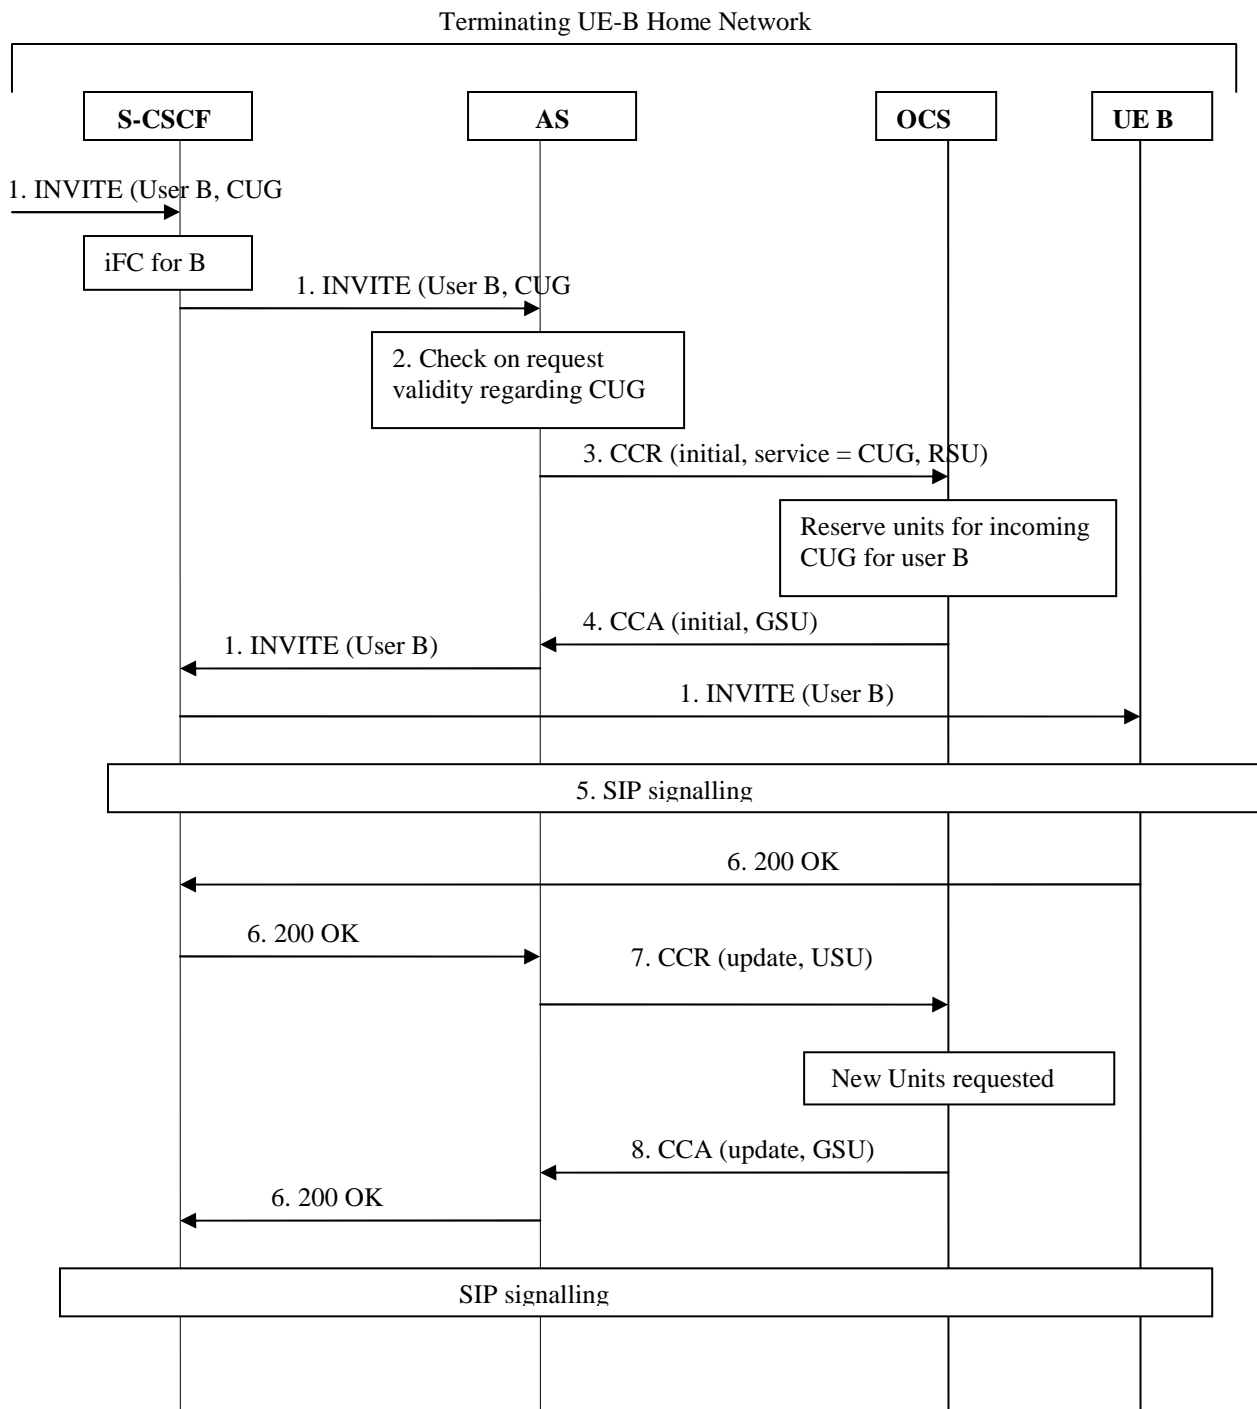 Terminating UE-B Home Network
S-CSCF
AS
OCS
UE B
1. INVITE (User B, CUG
iFC for B
1. INVITE (User B, CUG
2. Check on request
validity regarding CUG
3. CCR (initial, service = CUG, RSU)
Reserve units for incoming
CUG for user B
4. CCA (initial, GSU)
1. INVITE (User B)
1. INVITE (User B)
5. SIP signalling
6. 200 OK
6. 200 OK
7. CCR (update, USU)
New Units requested
8. CCA (update, GSU)
6. 200 OK
SIP signalling